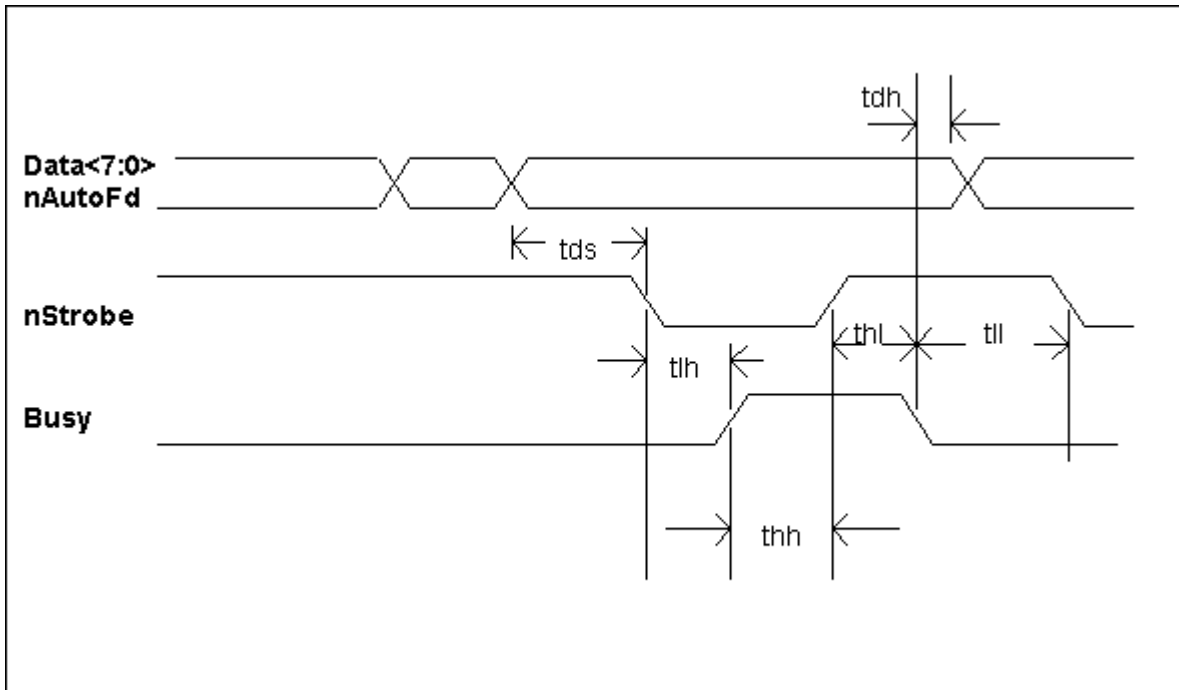 tdh
Data<7:0>
nAutoFd
tds
nStrobe
thl
tll
tlh
Busy
thh